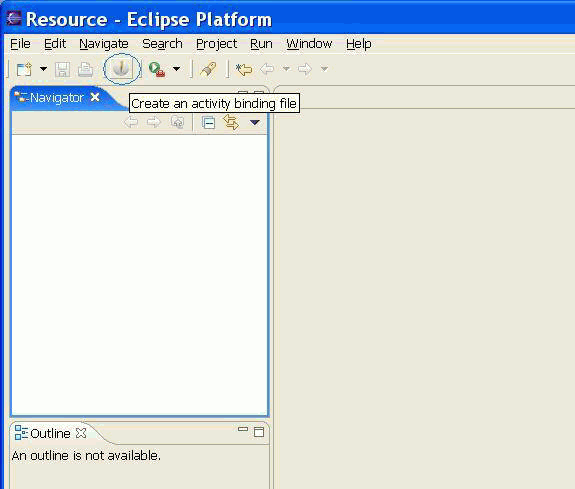 Resource - Eclipse Platform
File Edit Navigate Search Project Run Window Help
Navigator
Create an activity binding file
Outline
An outline is not available.